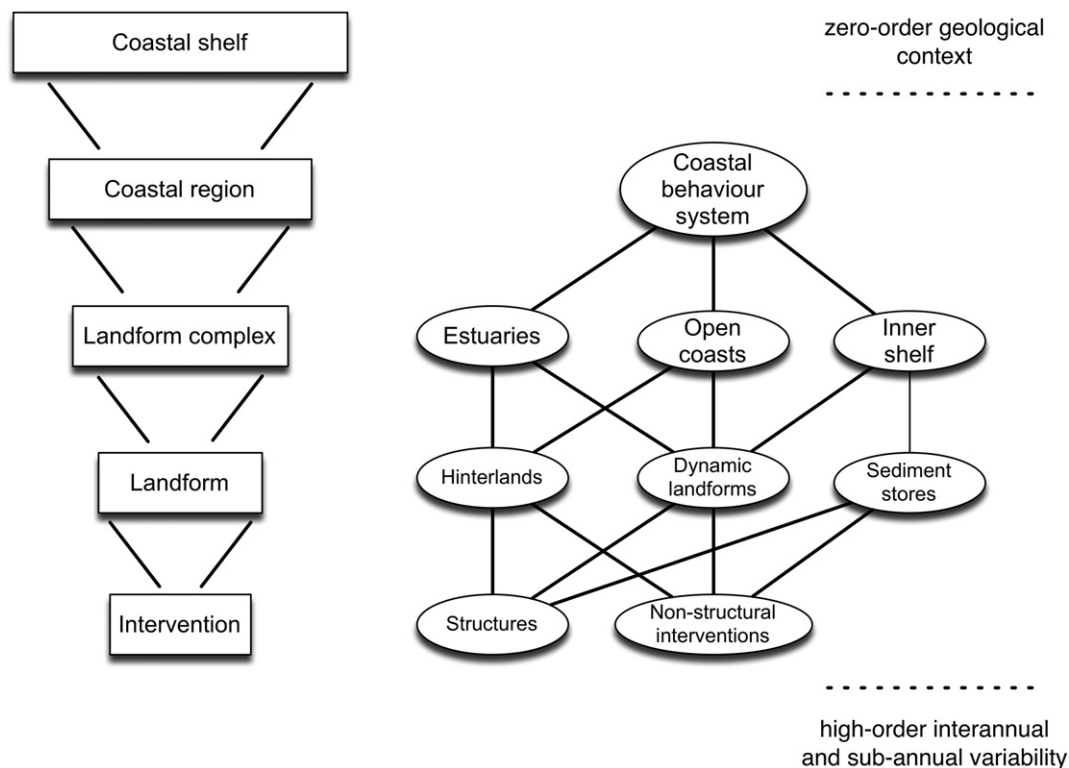 Coastal shelf
zero-order geological
context
Coastal region
Coastal
behaviour
system
Landform complex
Estuaries
Open
coasts
Inner
shelf
Landform
Hinterlands
Dynamic
landforms
Sediment
stores
Intervention
Structures
Non-structural
interventions
high-order interannual
and sub-annual variability